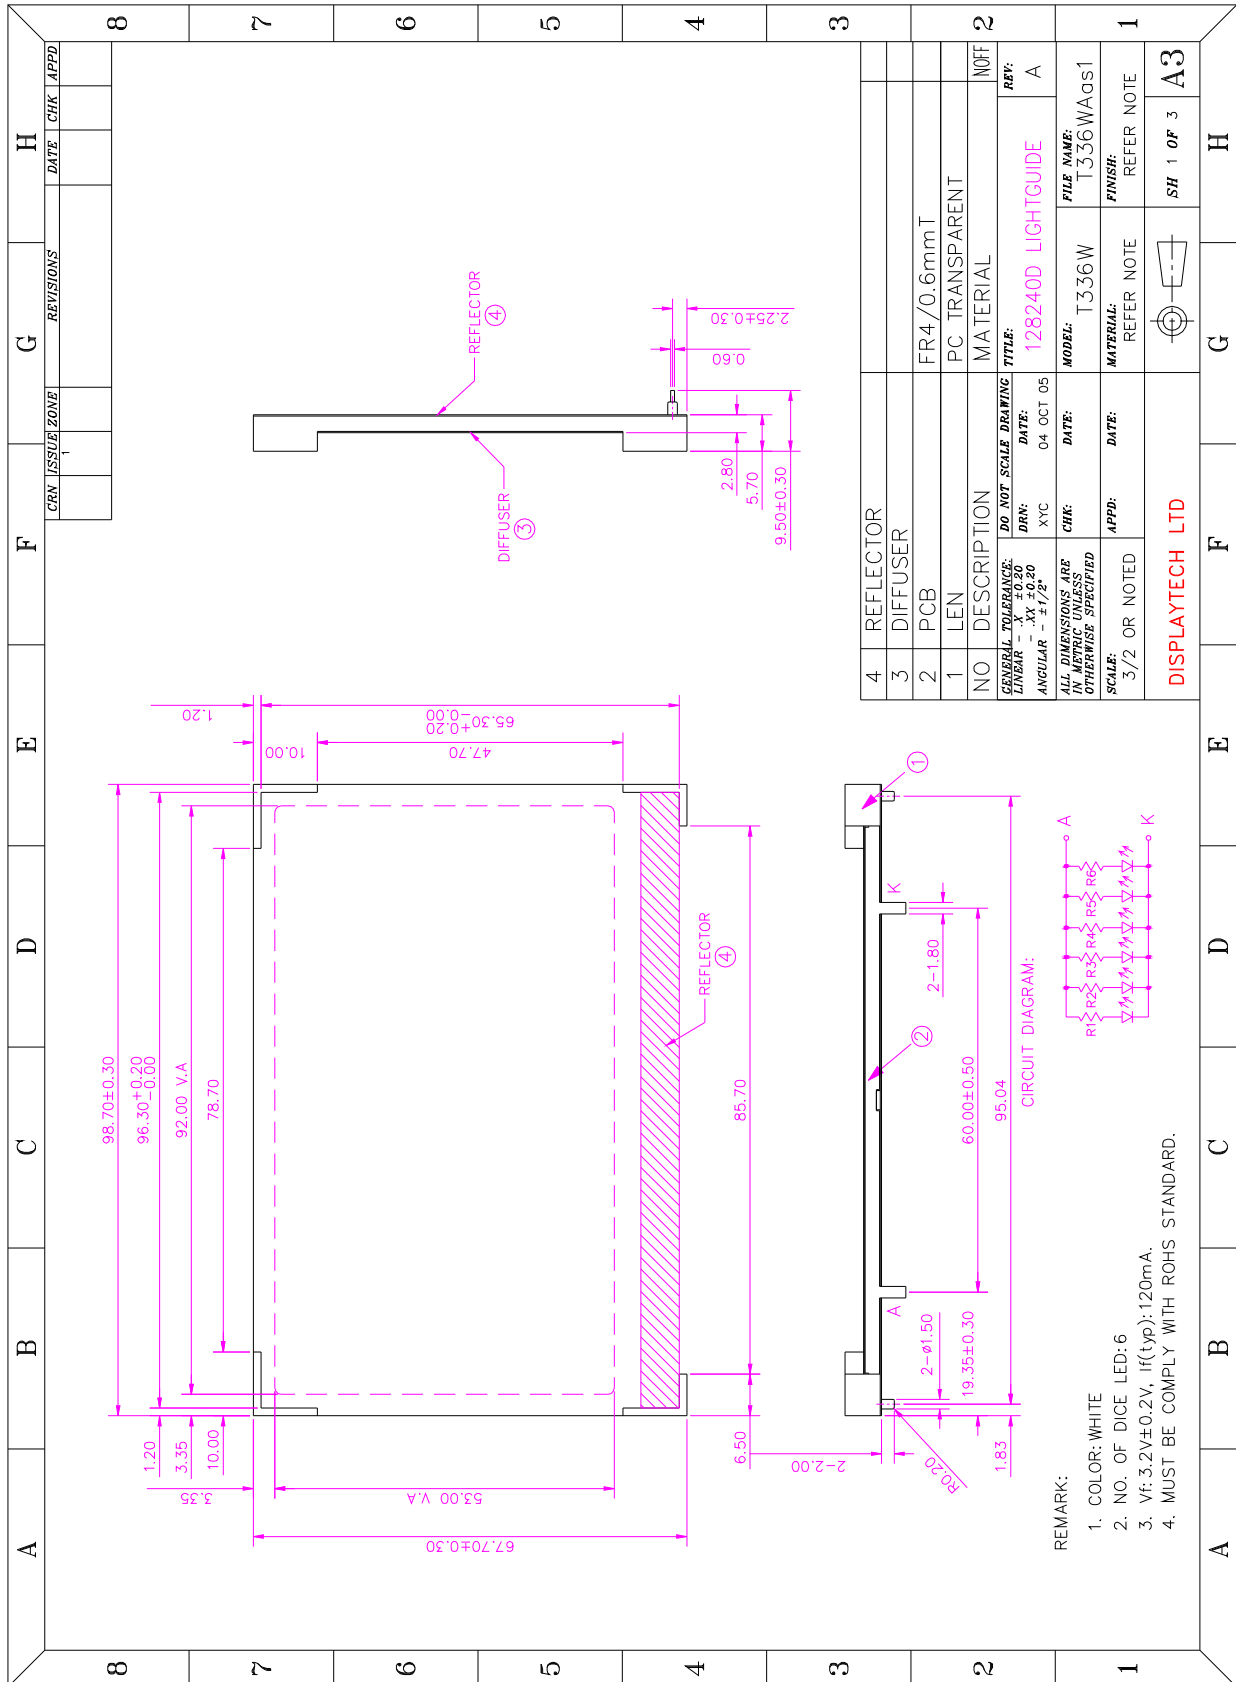 A B C D E F G H
8
7
6
5
4
3
2
1
CRN ISSUE ZONE REVISIONS DATE CHK APPD
1
98.70±0.30
96.30+0.20
-0.00
92.00 V.A
78.70
1.20
3.35
10.00
3.35
53.00 V.A
67.70±0.30
1.20
10.00
47.70
65.30+0.20
-0.00
REFLECTOR
4
85.70
6.50
DIFFUSER
3
REFLECTOR
4
2.80
5.70
9.50±0.30
0.60
2.25±0.30
1
2
A
K
2-2.00
R0.20
2-ø1.50
2-1.80
19.35±0.30
60.00±0.50
1.83
95.04
CIRCUIT DIAGRAM:
R1 R2 R3 R4 R5 R6
A
K
REMARK:
1. COLOR: WHITE
2. NO. OF DICE LED: 6
3. Vf: 3.2V±0.2V, If(typ): 120mA.
4. MUST BE COMPLY WITH ROHS STANDARD.
4 REFLECTOR
3 DIFFUSER
2 PCB FR4/0.6mmT
1 LEN PC TRANSPARENT
NO DESCRIPTION MATERIAL NOFF
GENERAL TOLERANCE:
LINEAR - .X ±0.20
- .XX ±0.20
ANGULAR - ±1/2°
ALL DIMENSIONS ARE
IN METRIC UNLESS
OTHERWISE SPECIFIED
SCALE:
3/2 OR NOTED
DO NOT SCALE DRAWING
DRN: DATE:
XYC 04 OCT 05
CHK: DATE:
APPD: DATE:
TITLE:
128240D LIGHTGUIDE
REV:
A
MODEL:
T336W
FILE NAME:
T336WAas1
MATERIAL:
REFER NOTE
FINISH:
REFER NOTE
DISPLAYTECH LTD
SH 1 OF 3
A3
8
7
6
5
4
3
2
1
A B C D E F G H